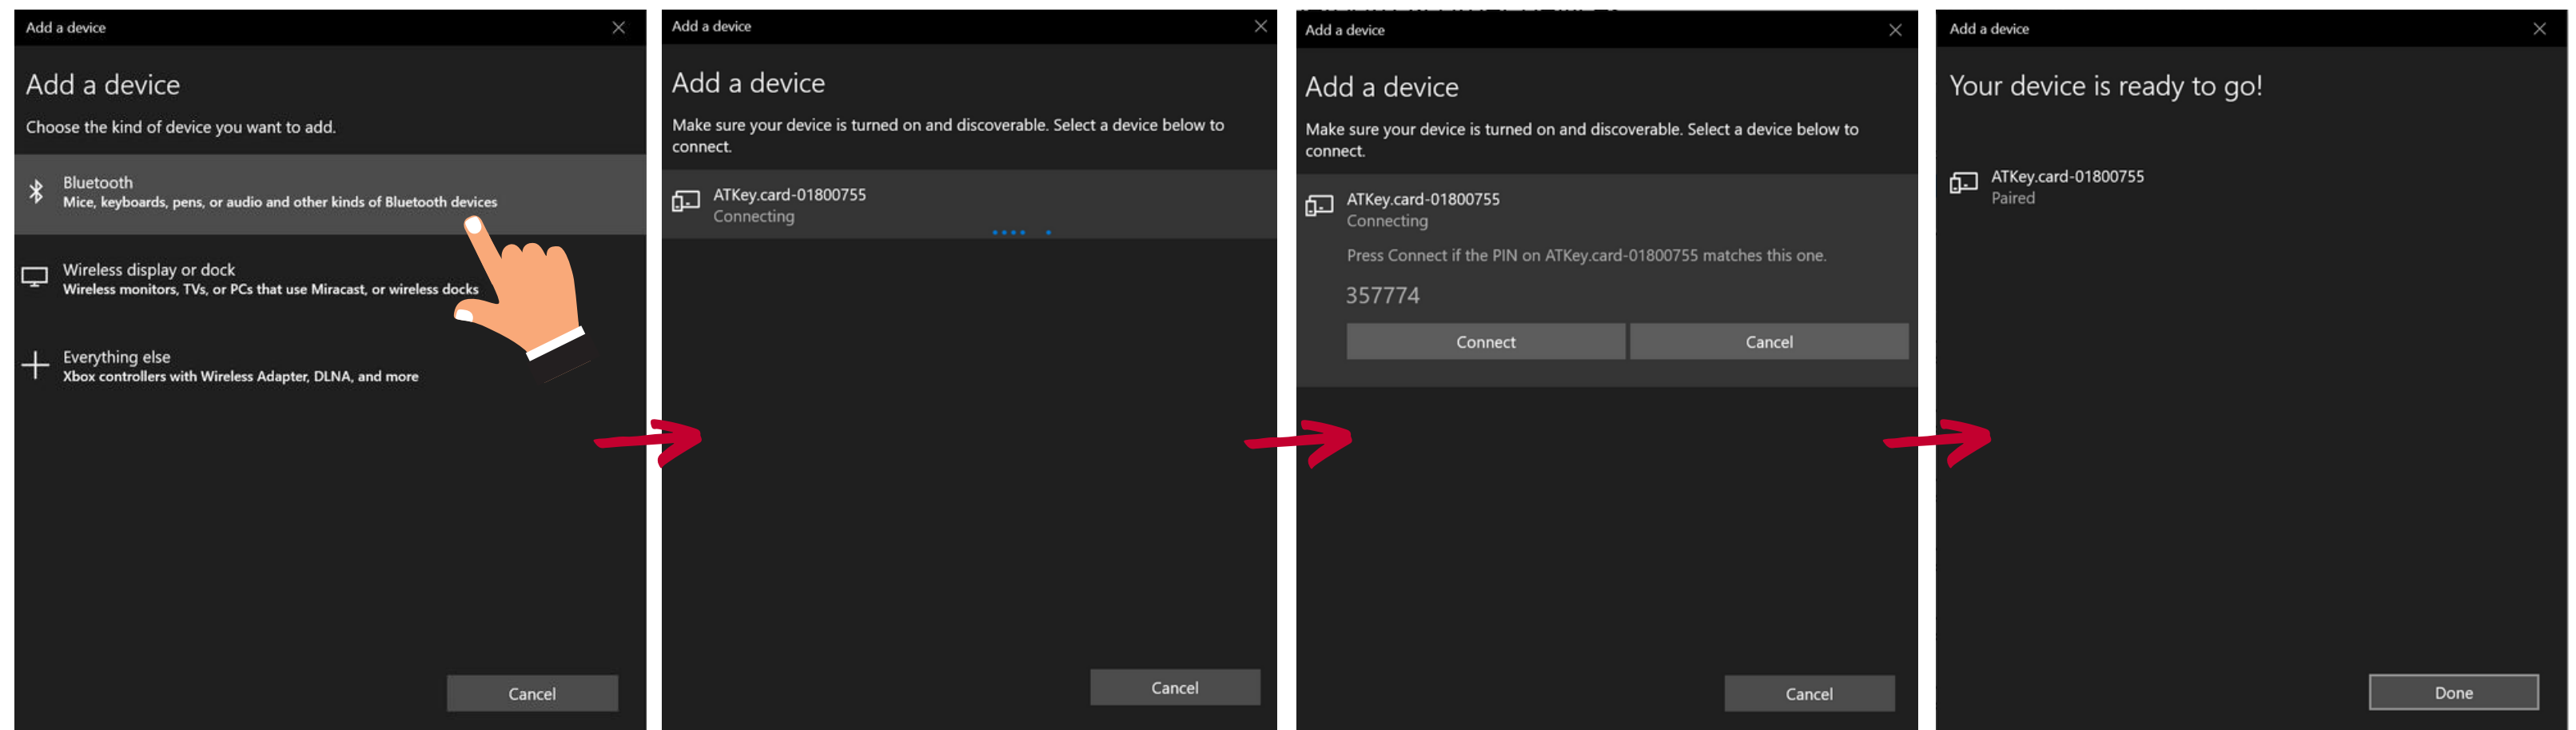 Add a device
Add a device
Choose the kind of device you want to add.
Bluetooth
Mice, keyboards, pens, or audio and other kinds of Bluetooth devices
Wireless display or dock
Wireless monitors, TVs, or PCs that use Miracast, or wireless docks
Everything else
Xbox controllers with Wireless Adapter, DLNA, and more
Cancel
Add a device
Add a device
Make sure your device is turned on and discoverable. Select a device below to
connect.
ATKey.card-01800755
Connecting
Cancel
Add a device
Add a device
Make sure your device is turned on and discoverable. Select a device below to
connect.
ATKey.card-01800755
Connecting
Press Connect if the PIN on ATKey.card-01800755 matches this one.
357774
Connect
Cancel
Cancel
Add a device
Your device is ready to go!
ATKey.card-01800755
Paired
Done